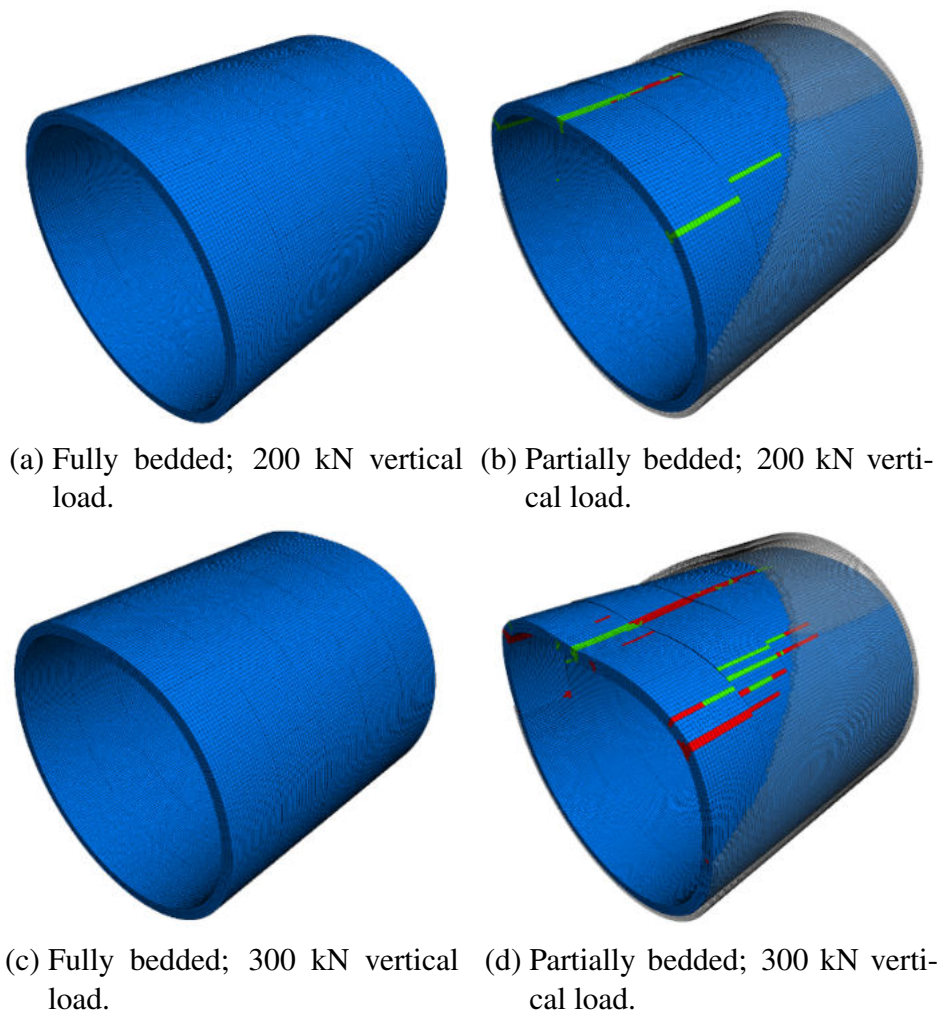 (a) Fully bedded; 200 kN vertical
load.
(b) Partially bedded; 200 kN verti-
cal load.
(c) Fully bedded; 300 kN vertical
load.
(d) Partially bedded; 300 kN verti-
cal load.